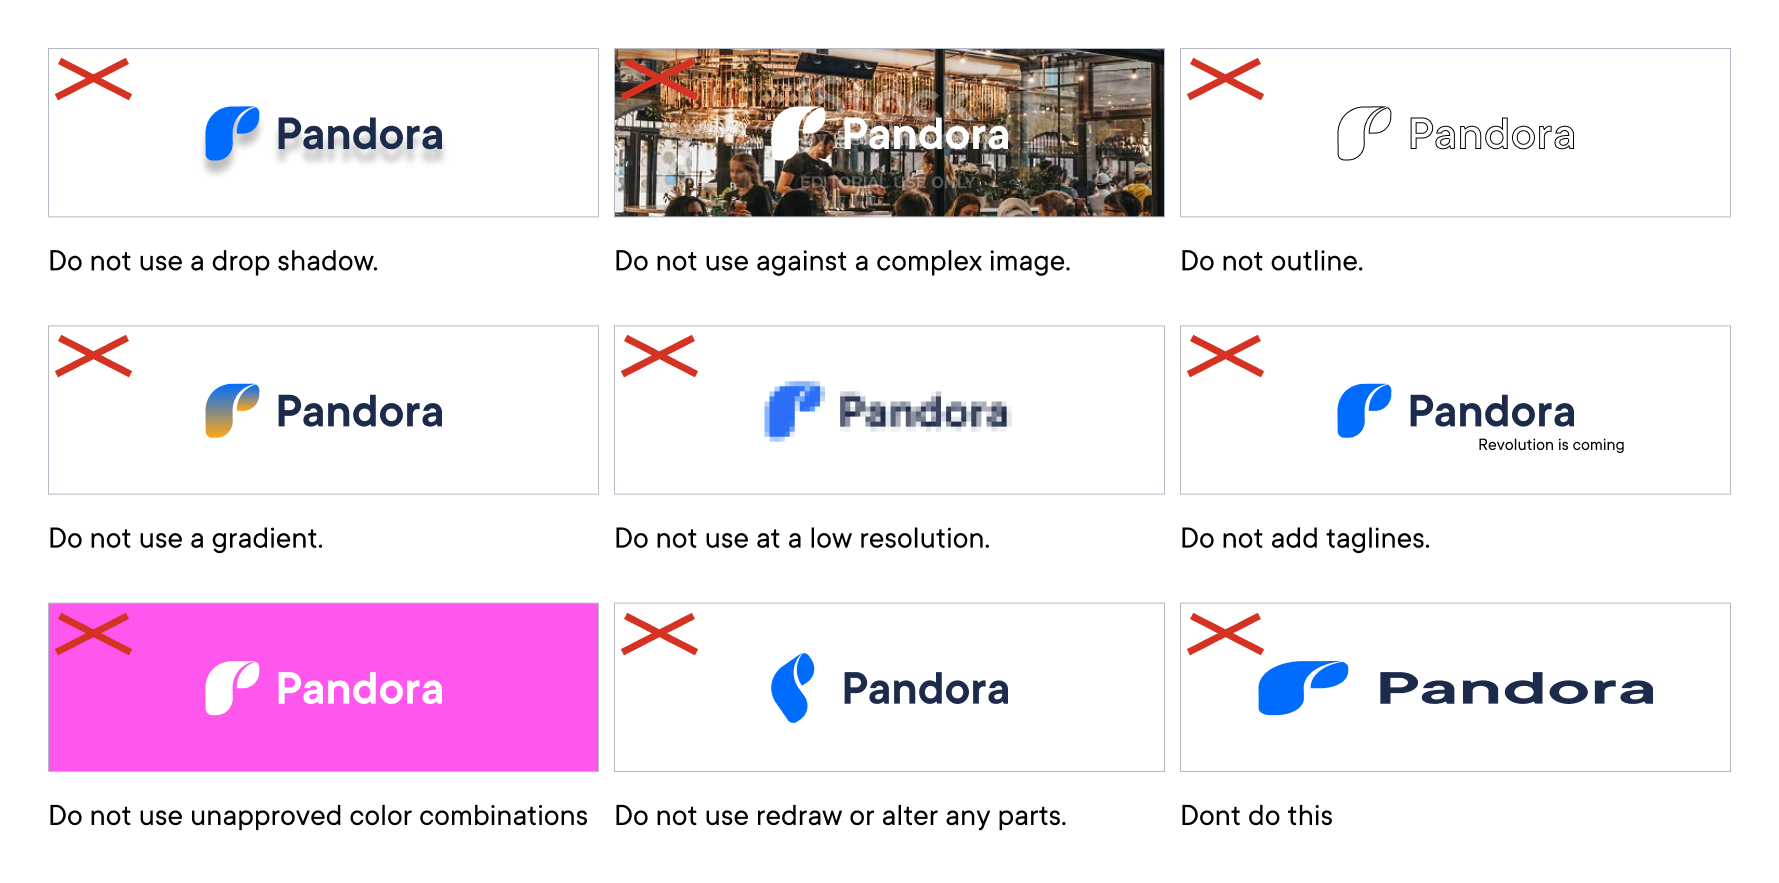 Pandora
iStock
Pandora
EDITORIAL USE ONLY
Pandora
Do not use a drop shadow.
Do not use against a complex image.
Do not outline.
Pandora
Pandora
Pandora
Revolution is coming
Do not use a gradient.
Do not use at a low resolution.
Do not add taglines.
Pandora
Pandora
Pandora
Do not use unapproved color combinations
Do not use redraw or alter any parts.
Dont do this